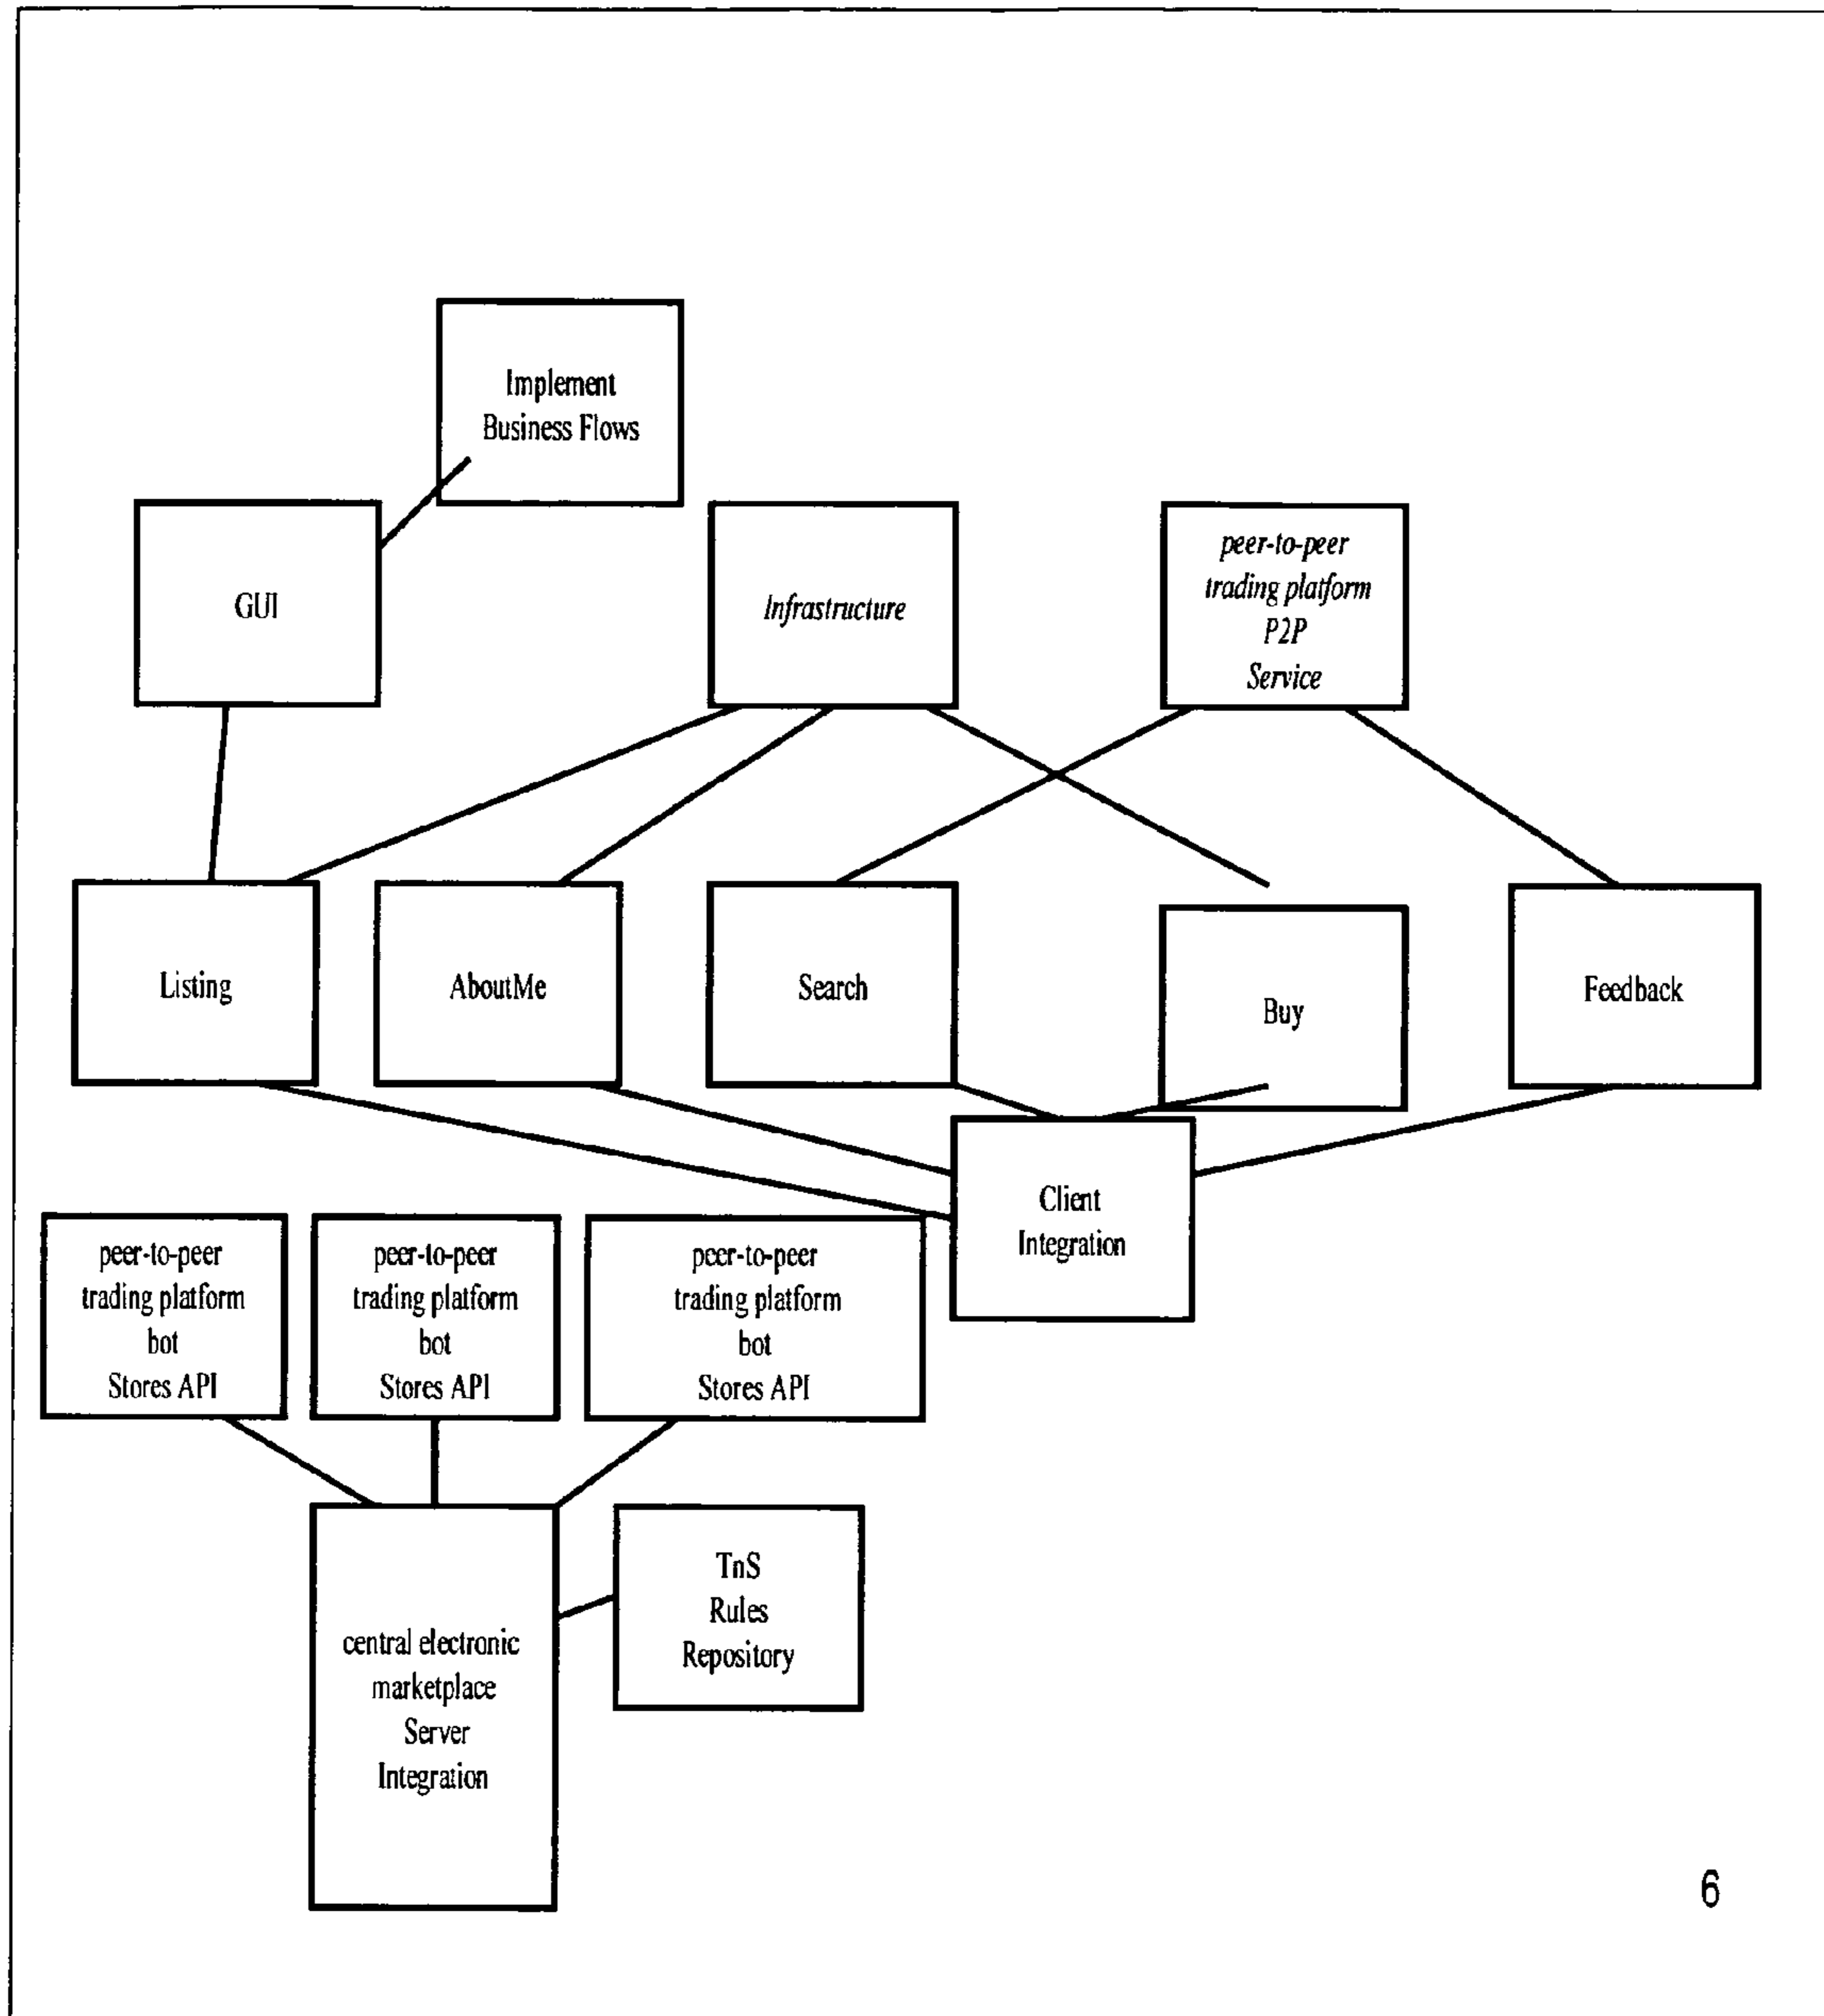 Implement
Business Flows
GUI
Infrastructure
peer-to-peer
trading platform
P2P
Service
Listing
AboutMe
Search
Buy
Feedback
Client
Integration
peer-to-peer
trading platform
bot
Stores API
peer-to-peer
trading platform
bot
Stores API
peer-to-peer
trading platform
bot
Stores API
central electronic
marketplace
Server
Integration
TnS
Rules
Repository
6